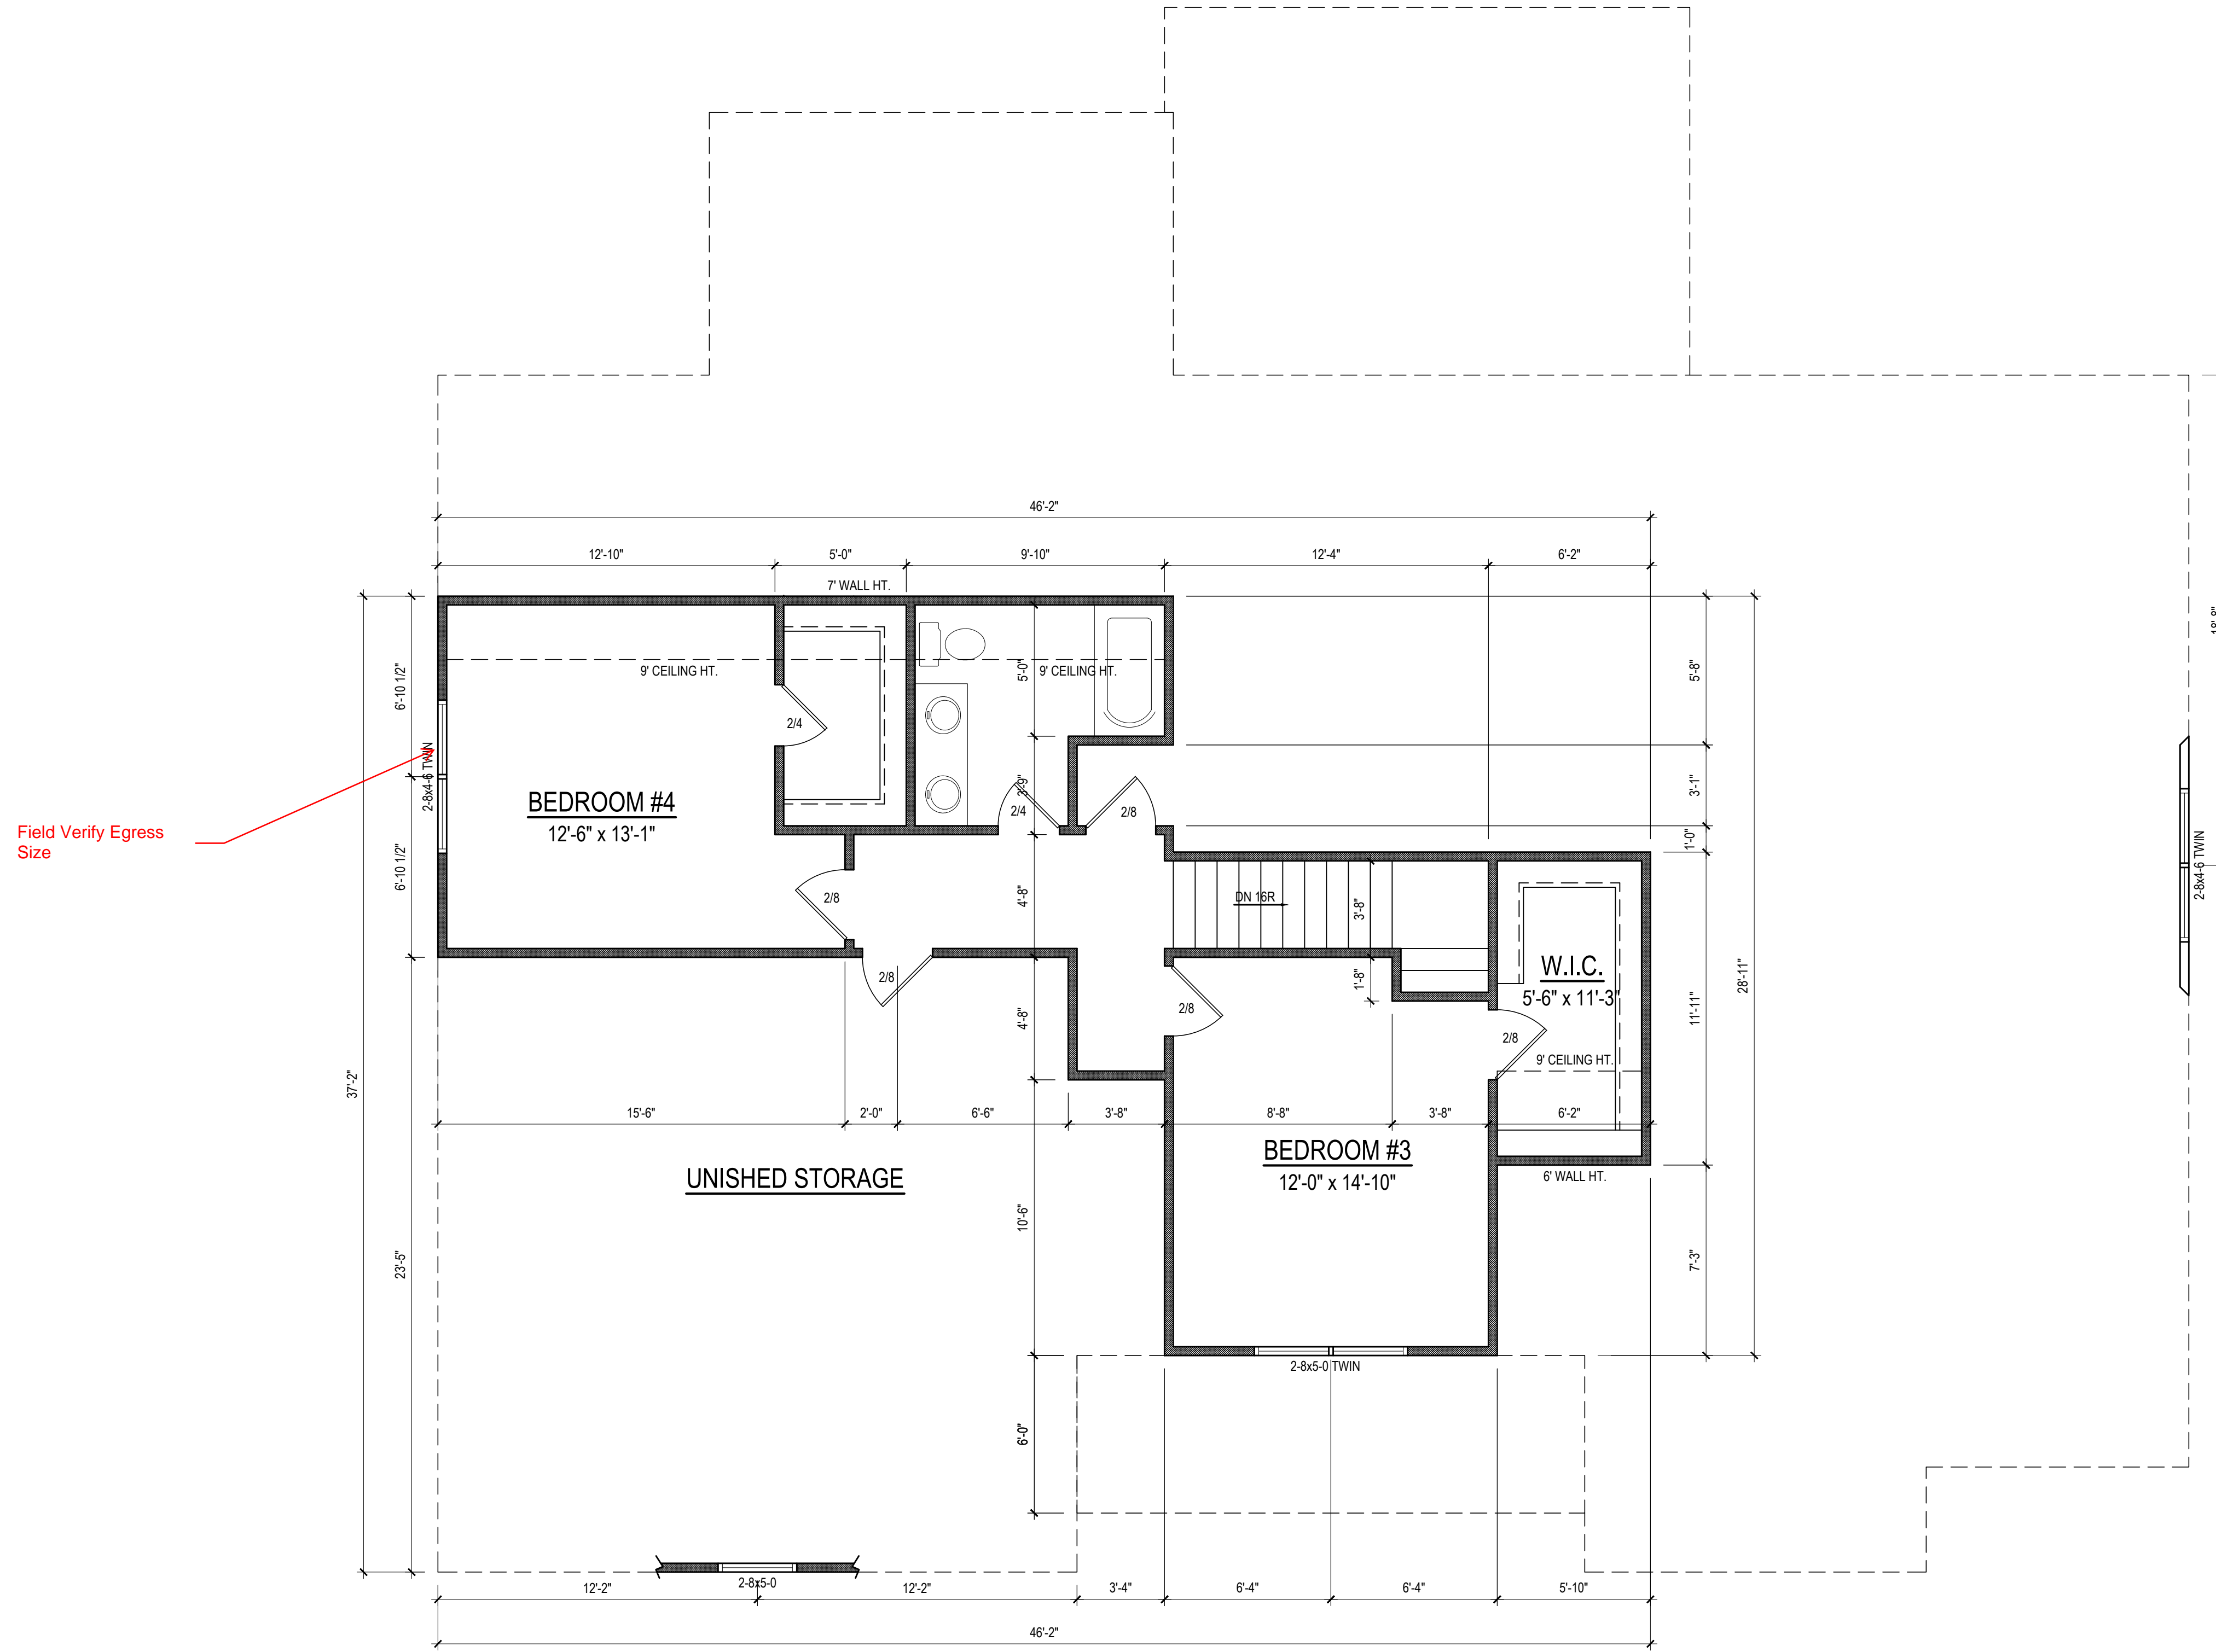 46'-2"
12'-10"
5'-0"
9'-10"
12'-4"
6'-2"
7' WALL HT.
18'-8"
6'-10 1/2"
9' CEILING HT.
5'-0"
9' CEILING HT.
5'-8"
2/4
2-8x4-6 TWIN
BEDROOM #4
12'-6" x 13'-1"
3'-9"
2/4
2/8
3'-1"
Field Verify Egress
Size
6'-10 1/2"
1'-0"
2-8x4-6 TWIN
2/8
4'-8"
DN 16R
3'-8"
W.I.C.
5'-6" x 11'-3"
28'-11"
2/8
1'-8"
4'-8"
2/8
11'-11"
2/8
9' CEILING HT.
37'-2"
15'-6"
2'-0"
6'-6"
3'-8"
8'-8"
3'-8"
6'-2"
BEDROOM #3
12'-0" x 14'-10"
UNISHED STORAGE
6' WALL HT.
10'-6"
23'-5"
7'-3"
2-8x5-0 TWIN
6'-0"
2-8x5-0
12'-2"
12'-2"
3'-4"
6'-4"
6'-4"
5'-10"
46'-2"